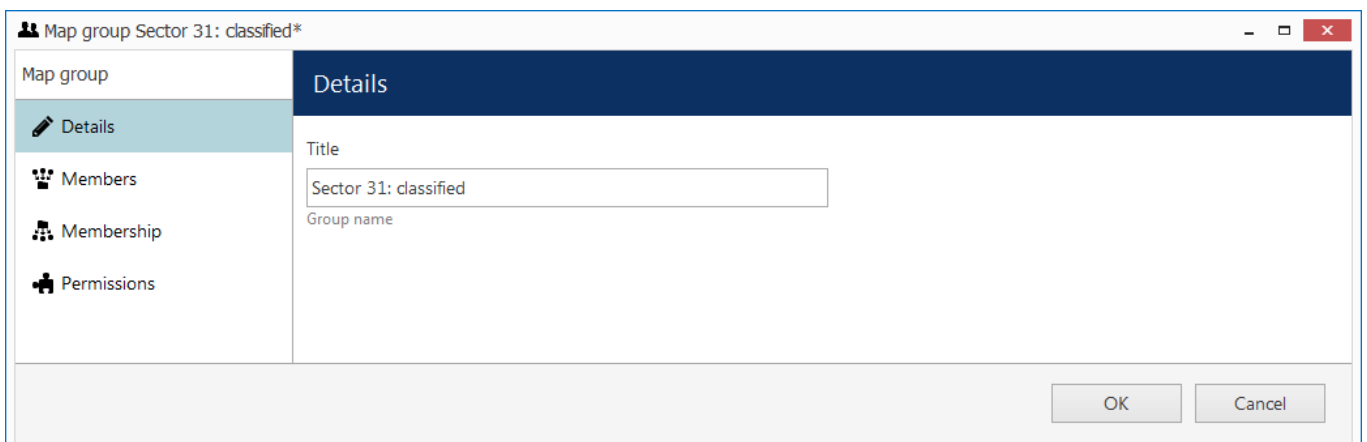 Map group Sector 31: classified*
Map group
Details
Members
Membership
Permissions
Details
Title
Sector 31: classified
Group name
OK
Cancel